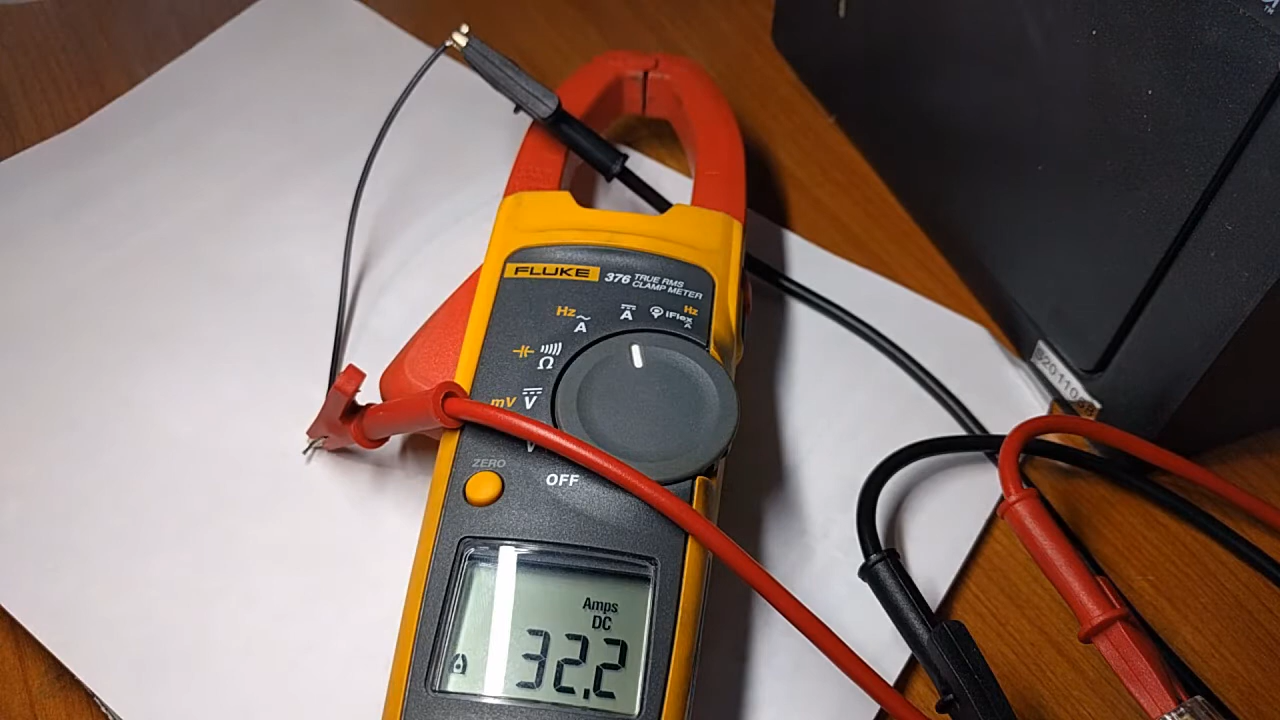 FLUKE 376 TRUE RMS
CLAMP METER
Hz
A
A
Hz
iFlex
A
Ω
mV V
V
ZERO
OFF
Amps
DC
32.2